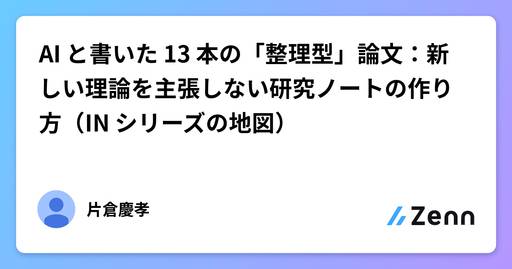 AI と書いた 13 本の「整理型」論文：新
しい理論を主張しない研究ノートの作り
方（IN シリーズの地図）
片倉慶孝
Zenn